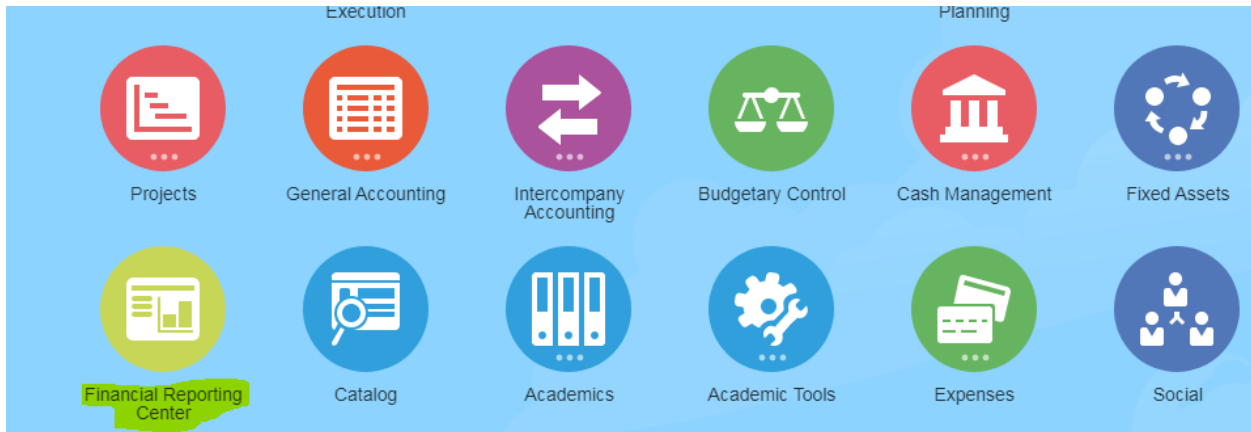 Execution
Planning
Projects
General Accounting
Intercompany
Accounting
Budgetary Control
Cash Management
Fixed Assets
Financial Reporting
Center
Catalog
Academics
Academic Tools
Expenses
Social